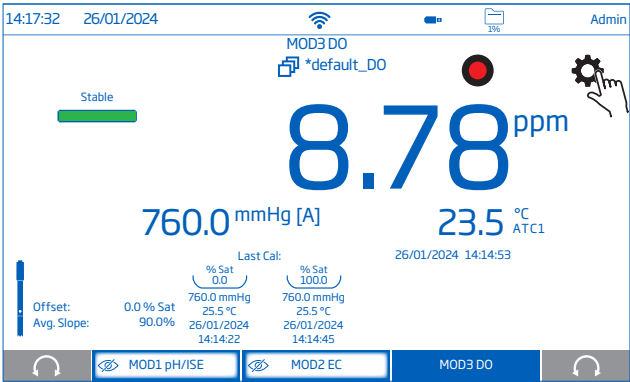 14:17:32 26/01/2024 1% Admin
MOD3 DO
*default_DO
Stable
8.78 ppm
760.0 mmHg [A] 23.5 °C
ATC1
Last Cal: 26/01/2024 14:14:53
% Sat % Sat
0.0 100.0
760.0 mmHg 760.0 mmHg
Offset: 0.0 % Sat 25.5 °C 25.5 °C
Avg. Slope: 90.0% 26/01/2024 26/01/2024
14:14:22 14:14:45
MOD1 pH/ISE MOD2 EC MOD3 DO